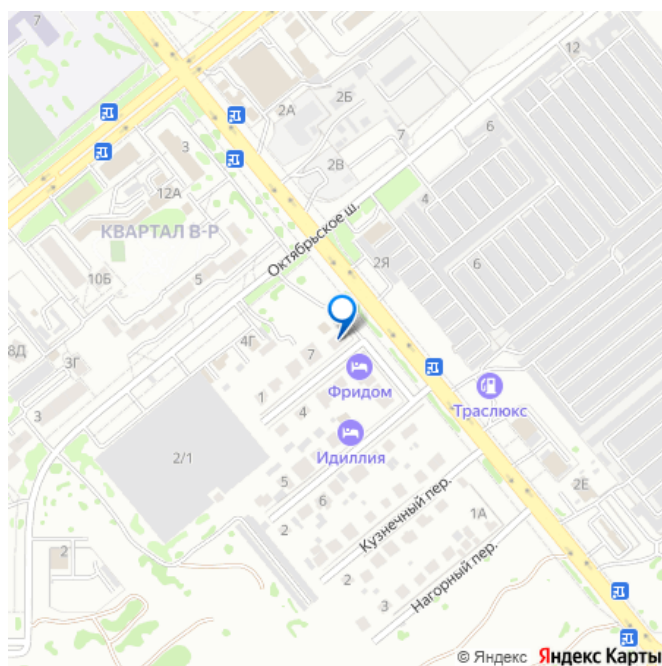 7
12
2А
2Б
7
6
3
2В
4
12А
КВАРТАЛ В-Р
Октябрьское ш.
2Я
6
10Б
5
8Д
3Г
4Г
7
Фридом
1
4
Траслюкс
3
2/1
Идиллия
5
6
2
2Е
1А
Кузнечный пер.
2
2
Нагорный пер.
3
© Яндекс Яндекс Карты